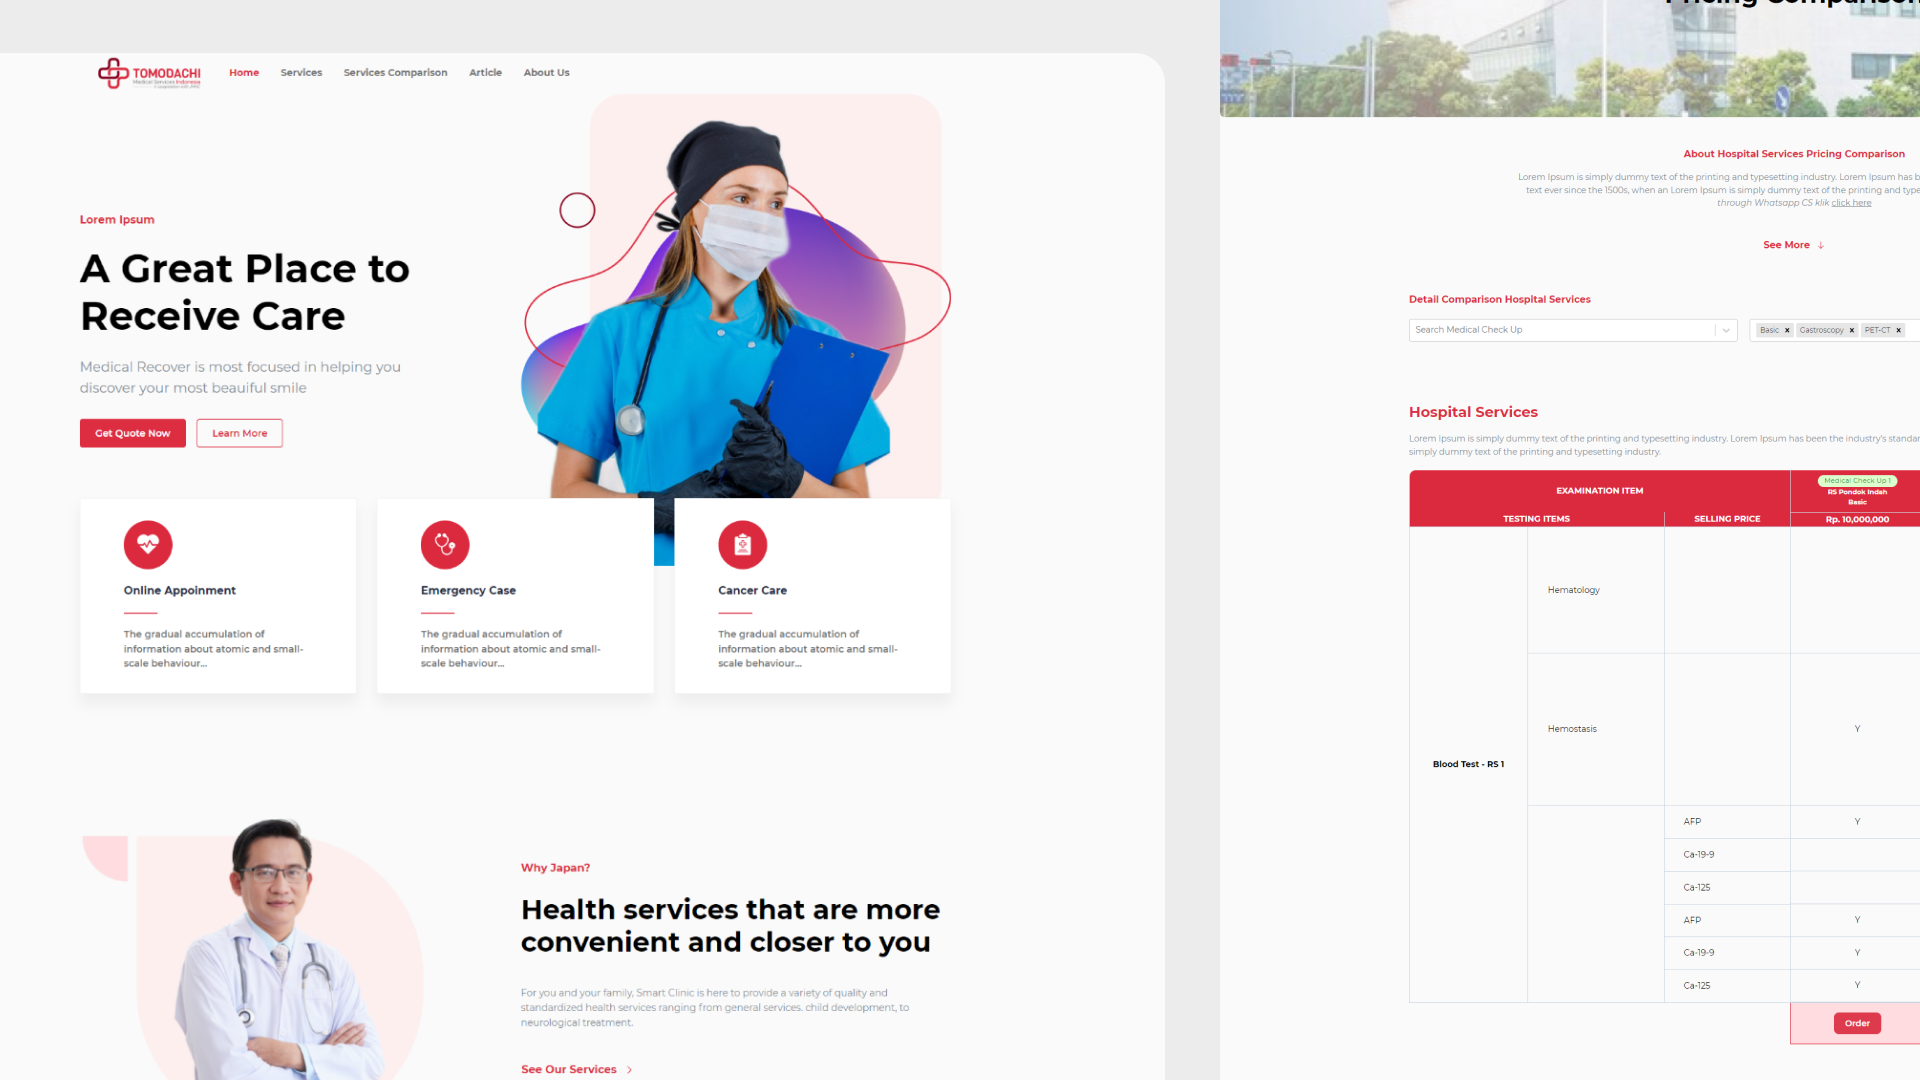 TOMODACHI
Medical Services Indonesia
Home
Services
Services Comparison
Article
About Us
Lorem Ipsum
A Great Place to
Receive Care
Medical Recover is most focused in helping you
discover your most beauiful smile
Get Quote Now
Learn More
Online Appoinment
The gradual accumulation of
information about atomic and small-
scale behaviour...
Emergency Case
The gradual accumulation of
information about atomic and small-
scale behaviour...
Cancer Care
The gradual accumulation of
information about atomic and small-
scale behaviour...
Why Japan?
Health services that are more
convenient and closer to you
For you and your family, Smart Clinic is here to provide a variety of quality and
standardized health services ranging from general services. child development, to
neurological treatment.
See Our Services
Pricing Comparison
About Hospital Services Pricing Comparison
Lorem Ipsum is simply dummy text of the printing and typesetting industry. Lorem Ipsum has b
text ever since the 1500s, when an Lorem Ipsum is simply dummy text of the printing and type
through Whatsapp CS klik click here
See More
Detail Comparison Hospital Services
Search Medical Check Up
Basic x
Gastroscopy x
PET-CT x
Hospital Services
Lorem Ipsum is simply dummy text of the printing and typesetting industry. Lorem Ipsum has been the industry's standar
simply dummy text of the printing and typesetting industry.
EXAMINATION ITEM
Medical Check Up 1
RS Pondok Indah
Basic
TESTING ITEMS
SELLING PRICE
Rp. 10,000,000
Blood Test - RS 1
Hematology
Hemostasis
Y
AFP
Y
Ca-19-9
Ca-125
AFP
Y
Ca-19-9
Y
Ca-125
Y
Order